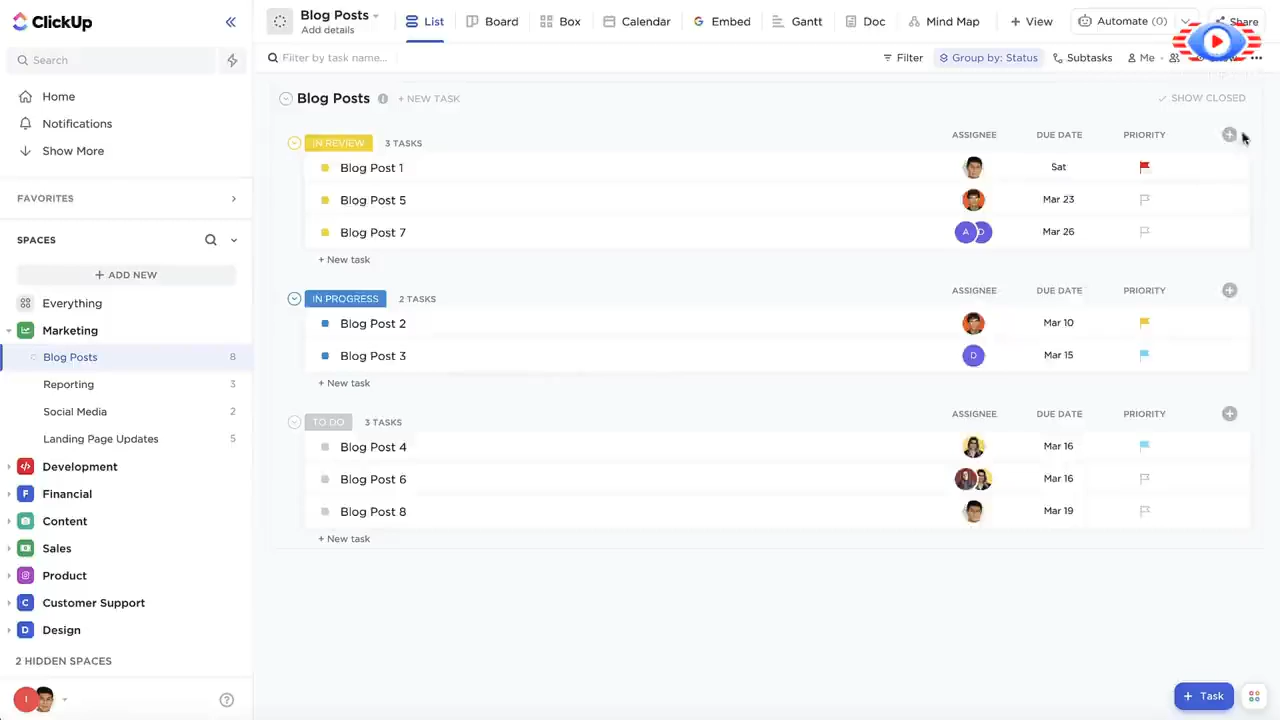 ClickUp
Search
Home
Notifications
Show More
FAVORITES
SPACES
+ ADD NEW
Everything
Marketing
Blog Posts 8
Reporting 3
Social Media 2
Landing Page Updates 5
Development
F Financial
Content
Sales
Product
C Customer Support
D Design
2 HIDDEN SPACES
I
Blog Posts
Add details
List Board Box Calendar Embed Gantt Doc Mind Map + View Automate (0) Share
Filter by task name... Filter Group by: Status Subtasks Me
Blog Posts + NEW TASK SHOW CLOSED
IN REVIEW 3 TASKS ASSIGNEE DUE DATE PRIORITY
Blog Post 1 Sat
Blog Post 5 Mar 23
Blog Post 7 A D Mar 26
+ New task
IN PROGRESS 2 TASKS ASSIGNEE DUE DATE PRIORITY
Blog Post 2 Mar 10
Blog Post 3 D Mar 15
+ New task
TO DO 3 TASKS ASSIGNEE DUE DATE PRIORITY
Blog Post 4 Mar 16
Blog Post 6 Mar 16
Blog Post 8 Mar 19
+ New task
+ Task